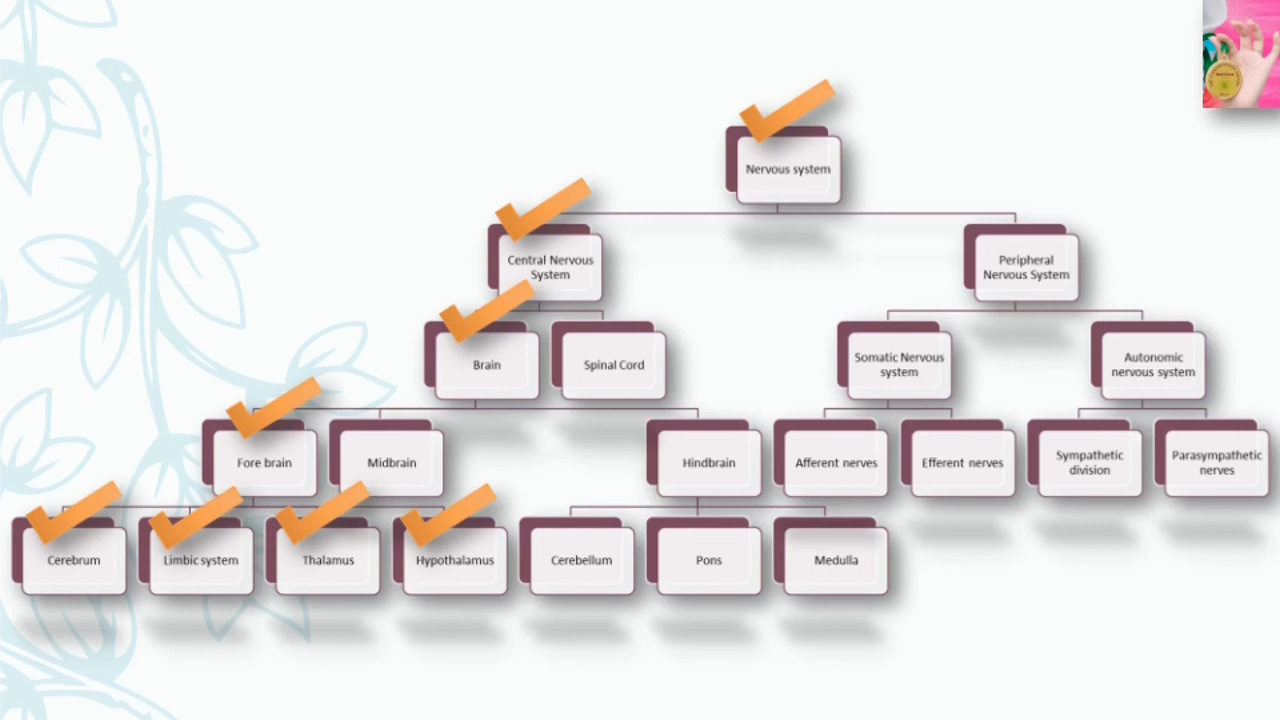 Nervous system
Central Nervous
System
Peripheral
Nervous System
Brain
Spinal Cord
Somatic Nervous
system
Autonomic
nervous system
Fore brain
Midbrain
Hindbrain
Afferent nerves
Efferent nerves
Sympathetic
division
Parasympathetic
nerves
Cerebrum
Limbic system
Thalamus
Hypothalamus
Cerebellum
Pons
Medulla